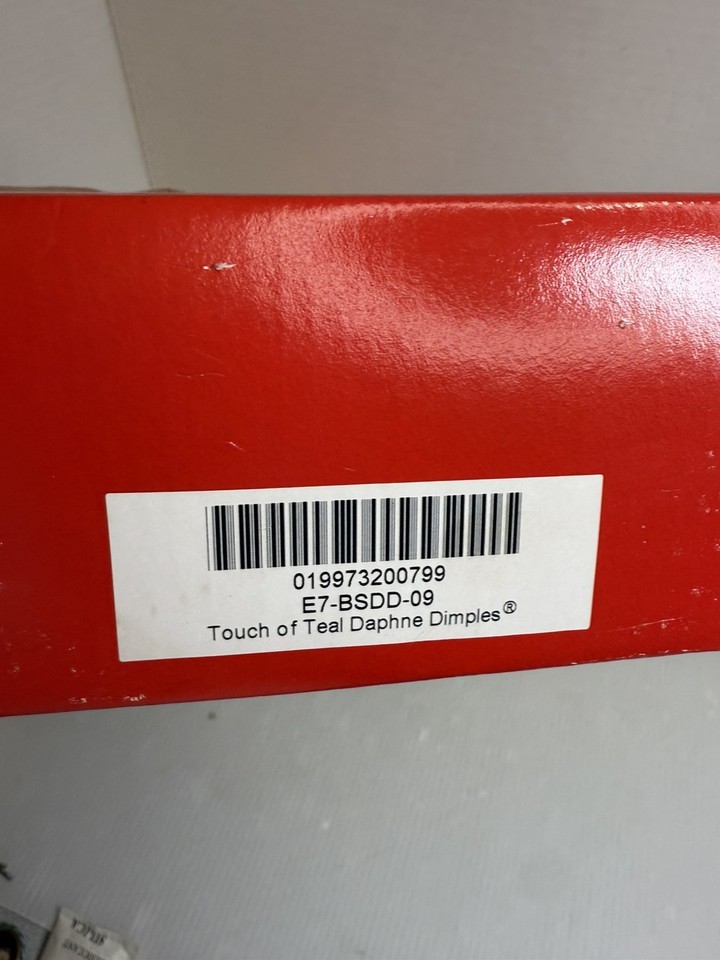 019973200799
E7-BSDD-09
Touch of Teal Daphne Dimples®